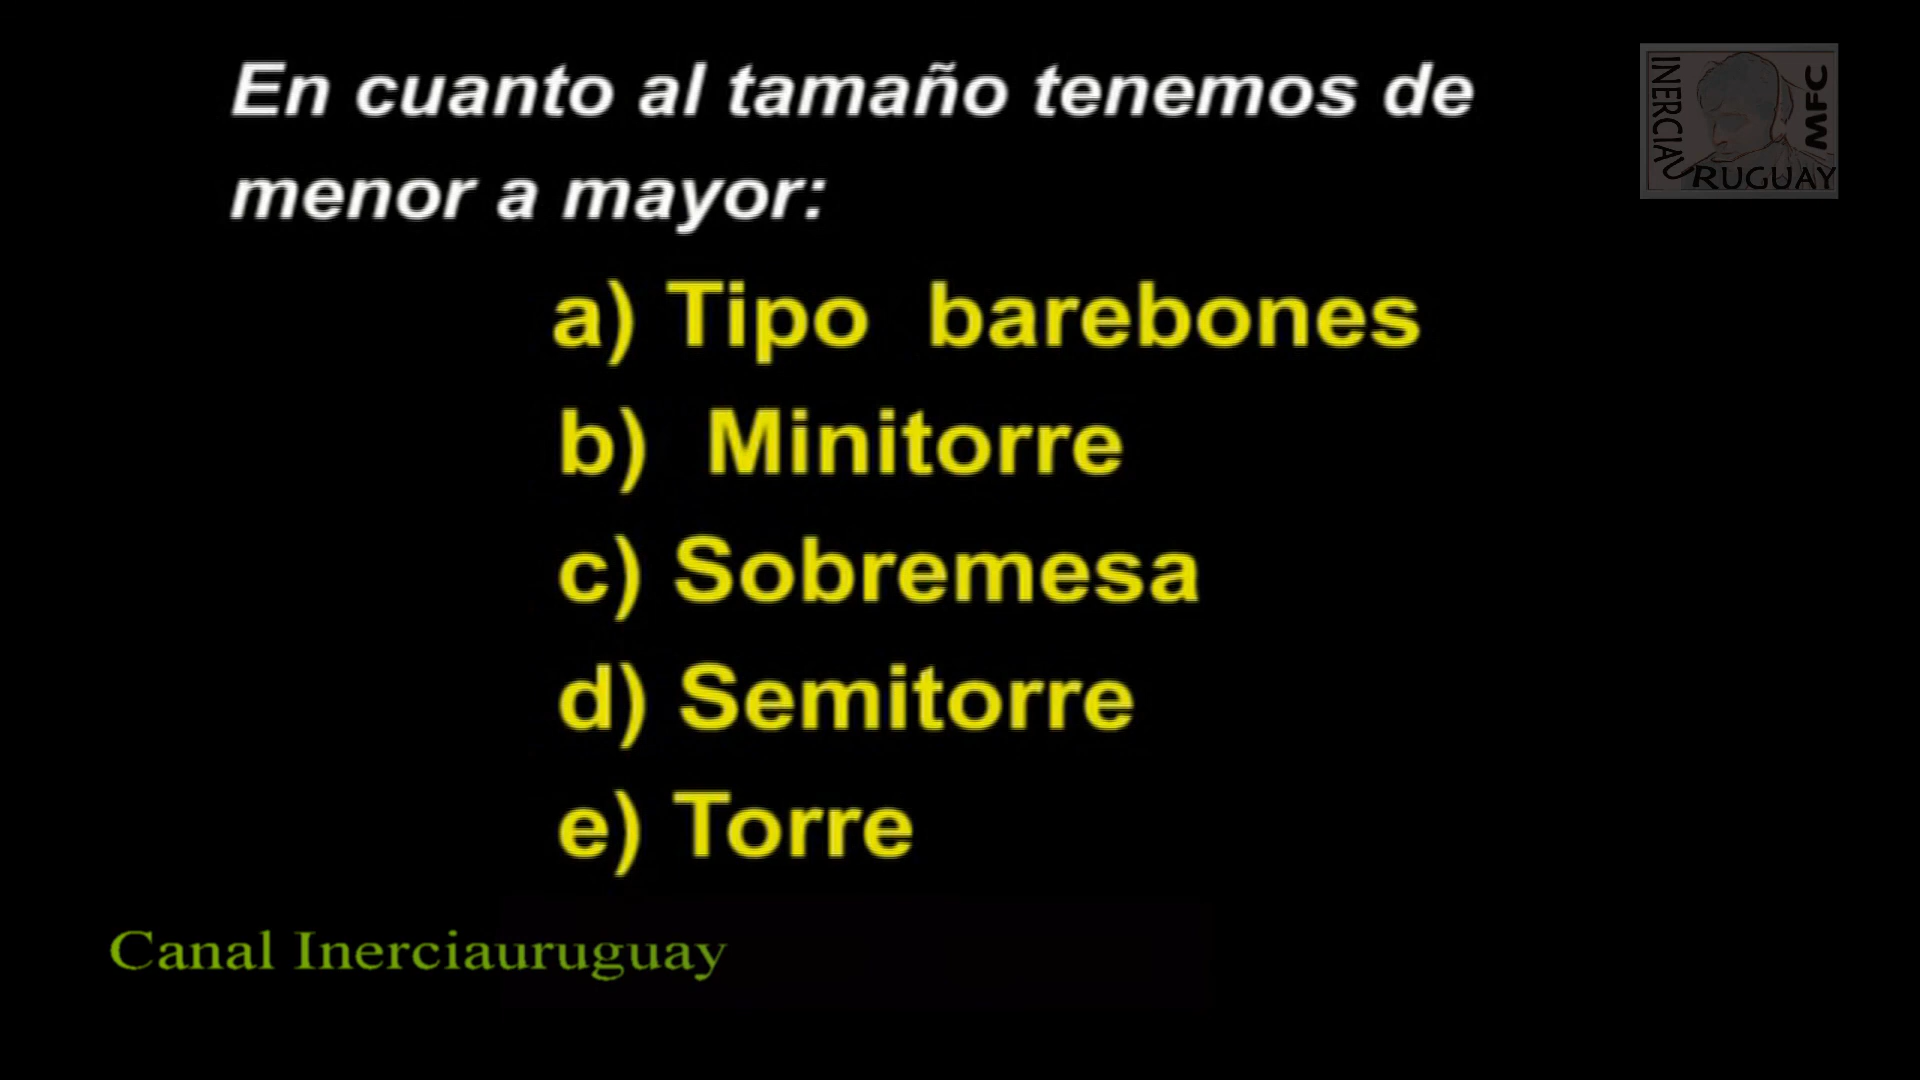 En cuanto al tamaño tenemos de
menor a mayor:
a) Tipo barebones
b) Minitorre
c) Sobremesa
d) Semitorre
e) Torre
Canal Inerciauruguay
INERCIAURUGUAY
MFC